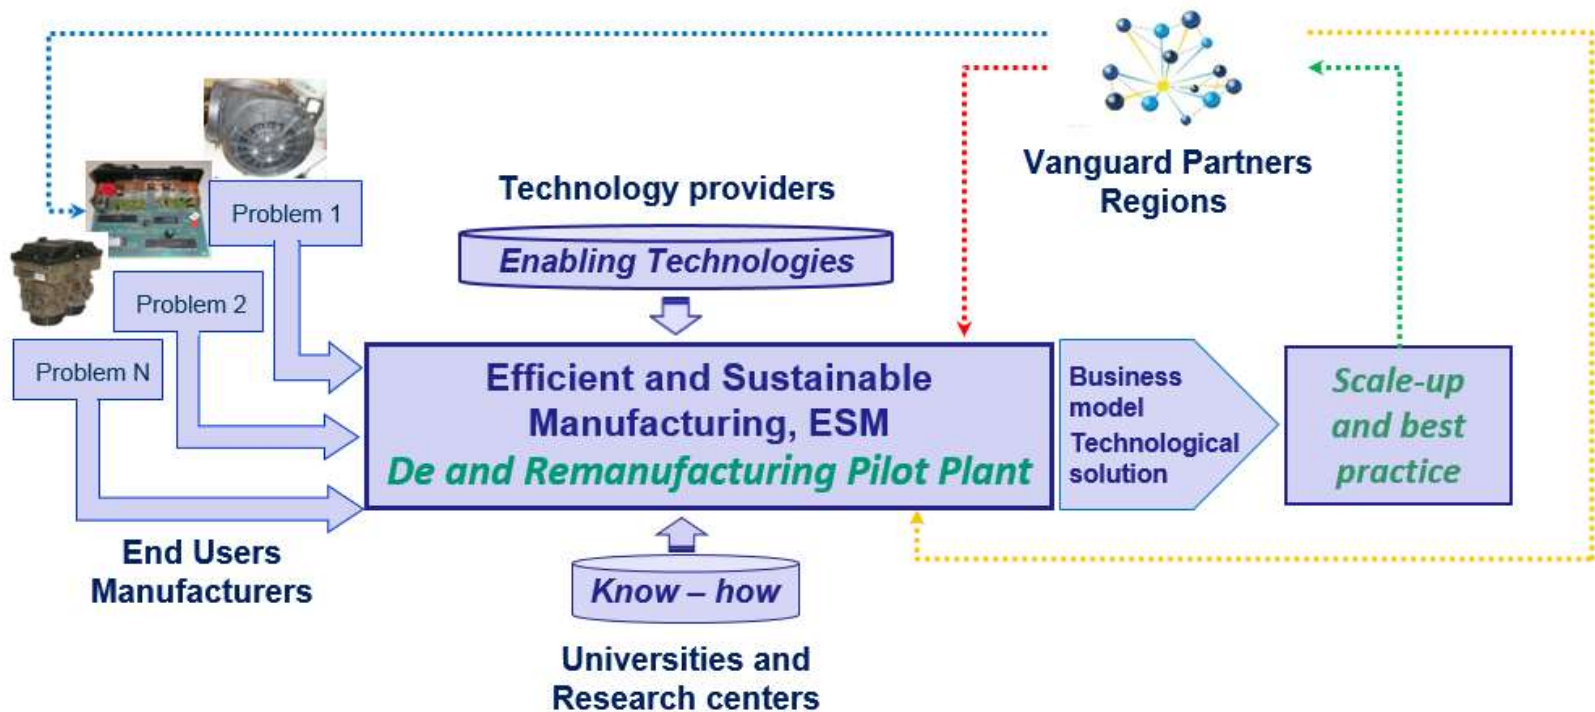 Vanguard Partners
Regions
Technology providers
Enabling Technologies
Problem 1
Problem 2
Problem N
End Users
Manufacturers
Efficient and Sustainable
Manufacturing, ESM
De and Remanufacturing Pilot Plant
Business
model
Technological
solution
Scale-up
and best
practice
Know – how
Universities and
Research centers